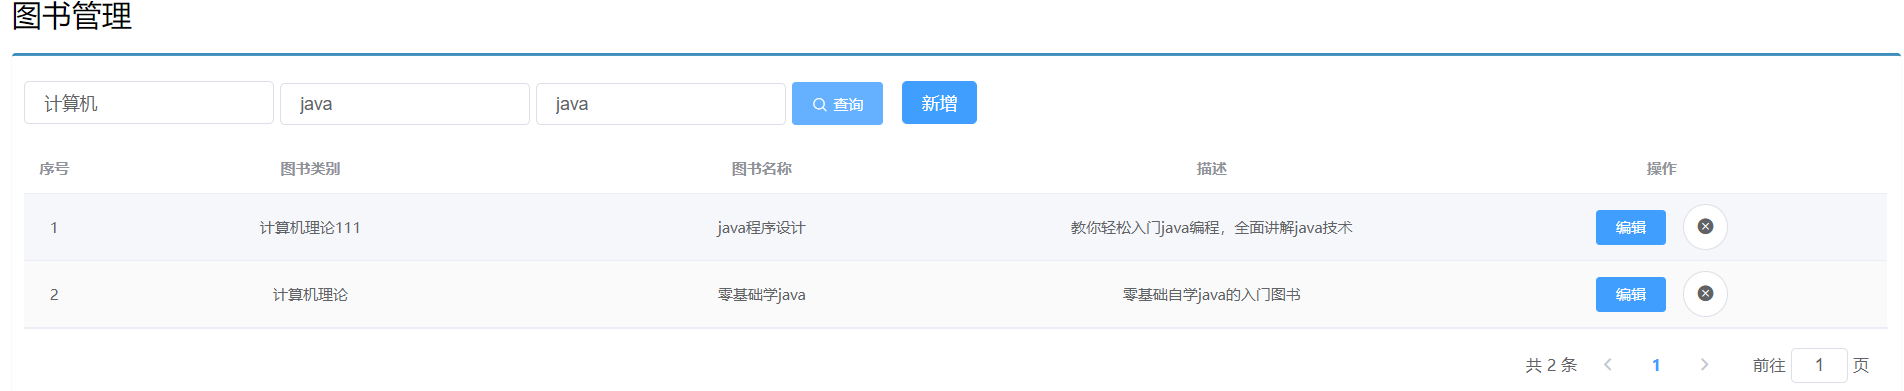 图书管理
计算机 java java 查询 新增
序号 图书类别 图书名称 描述 操作
1 计算机理论111 java程序设计 教你轻松入门java编程，全面讲解java技术 编辑
2 计算机理论 零基础学java 零基础自学java的入门图书 编辑
共 2 条 1 前往 1 页